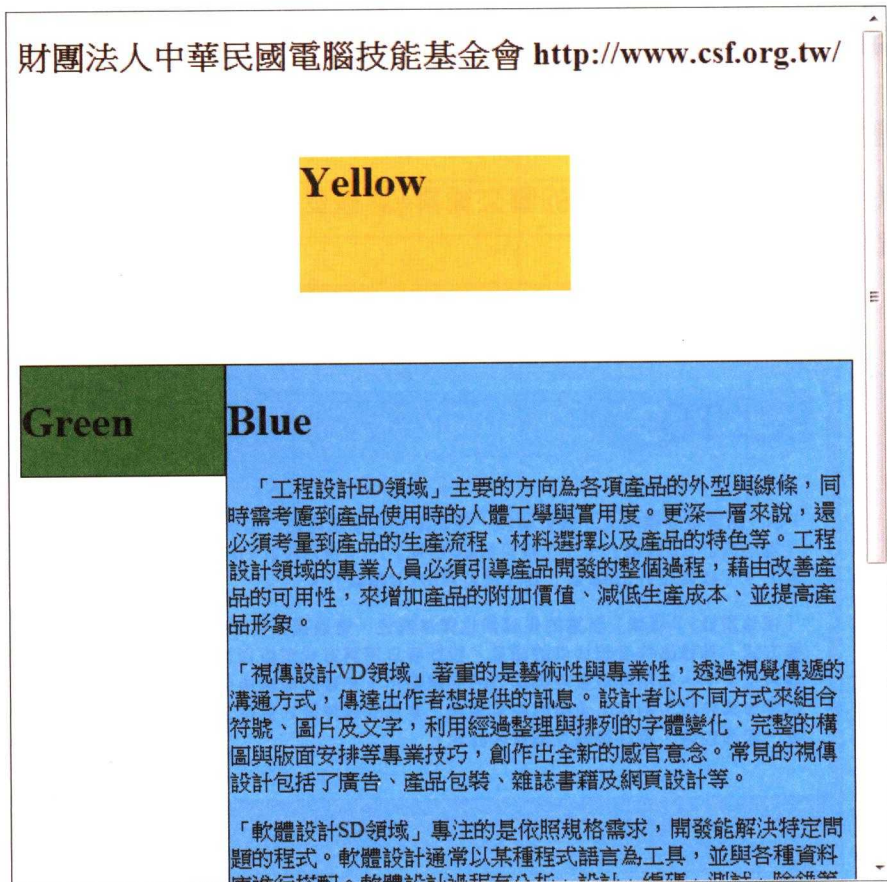 財團法人中華民國電腦技能基金會 http://www.csf.org.tw/
Yellow
Green
Blue
「工程設計ED領域」主要的方向為各項產品的外型與線條，同
時需考慮到產品使用時的人體工學與實用度。更深一層來說，還
必須考量到產品的生產流程、材料選擇以及產品的特色等。工程
設計領域的專業人員必須引導產品開發的整個過程，藉由改善產
品的可用性，來增加產品的附加價值、減低生產成本、並提高產
品形象。
「視傳設計VD領域」著重的是藝術性與專業性，透過視覺傳遞的
溝通方式，傳達出作者想提供的訊息。設計者以不同方式來組合
符號、圖片及文字，利用經過整理與排列的字體變化、完整的構
圖與版面安排等專業技巧，創作出全新的感官意念。常見的視傳
設計包括了廣告、產品包裝、雜誌書籍及網頁設計等。
「軟體設計SD領域」專注的是依照規格需求，開發能解決特定問
題的程式。軟體設計通常以某種程式語言為工具，並與各種資料